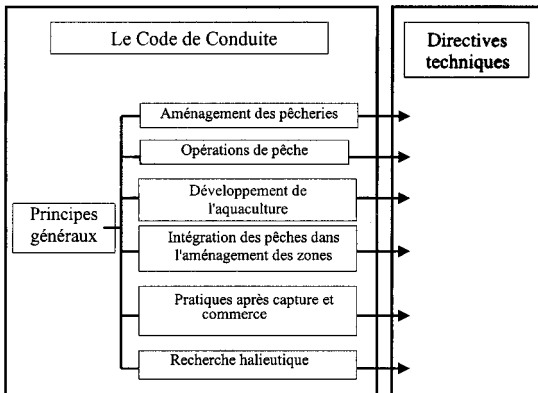 Le Code de Conduite
Directives
techniques
Aménagement des pêcheries
Opérations de pêche
Développement de
l'aquaculture
Principes
généraux
Intégration des pêches dans
l'aménagement des zones
Pratiques après capture et
commerce
Recherche halieutique